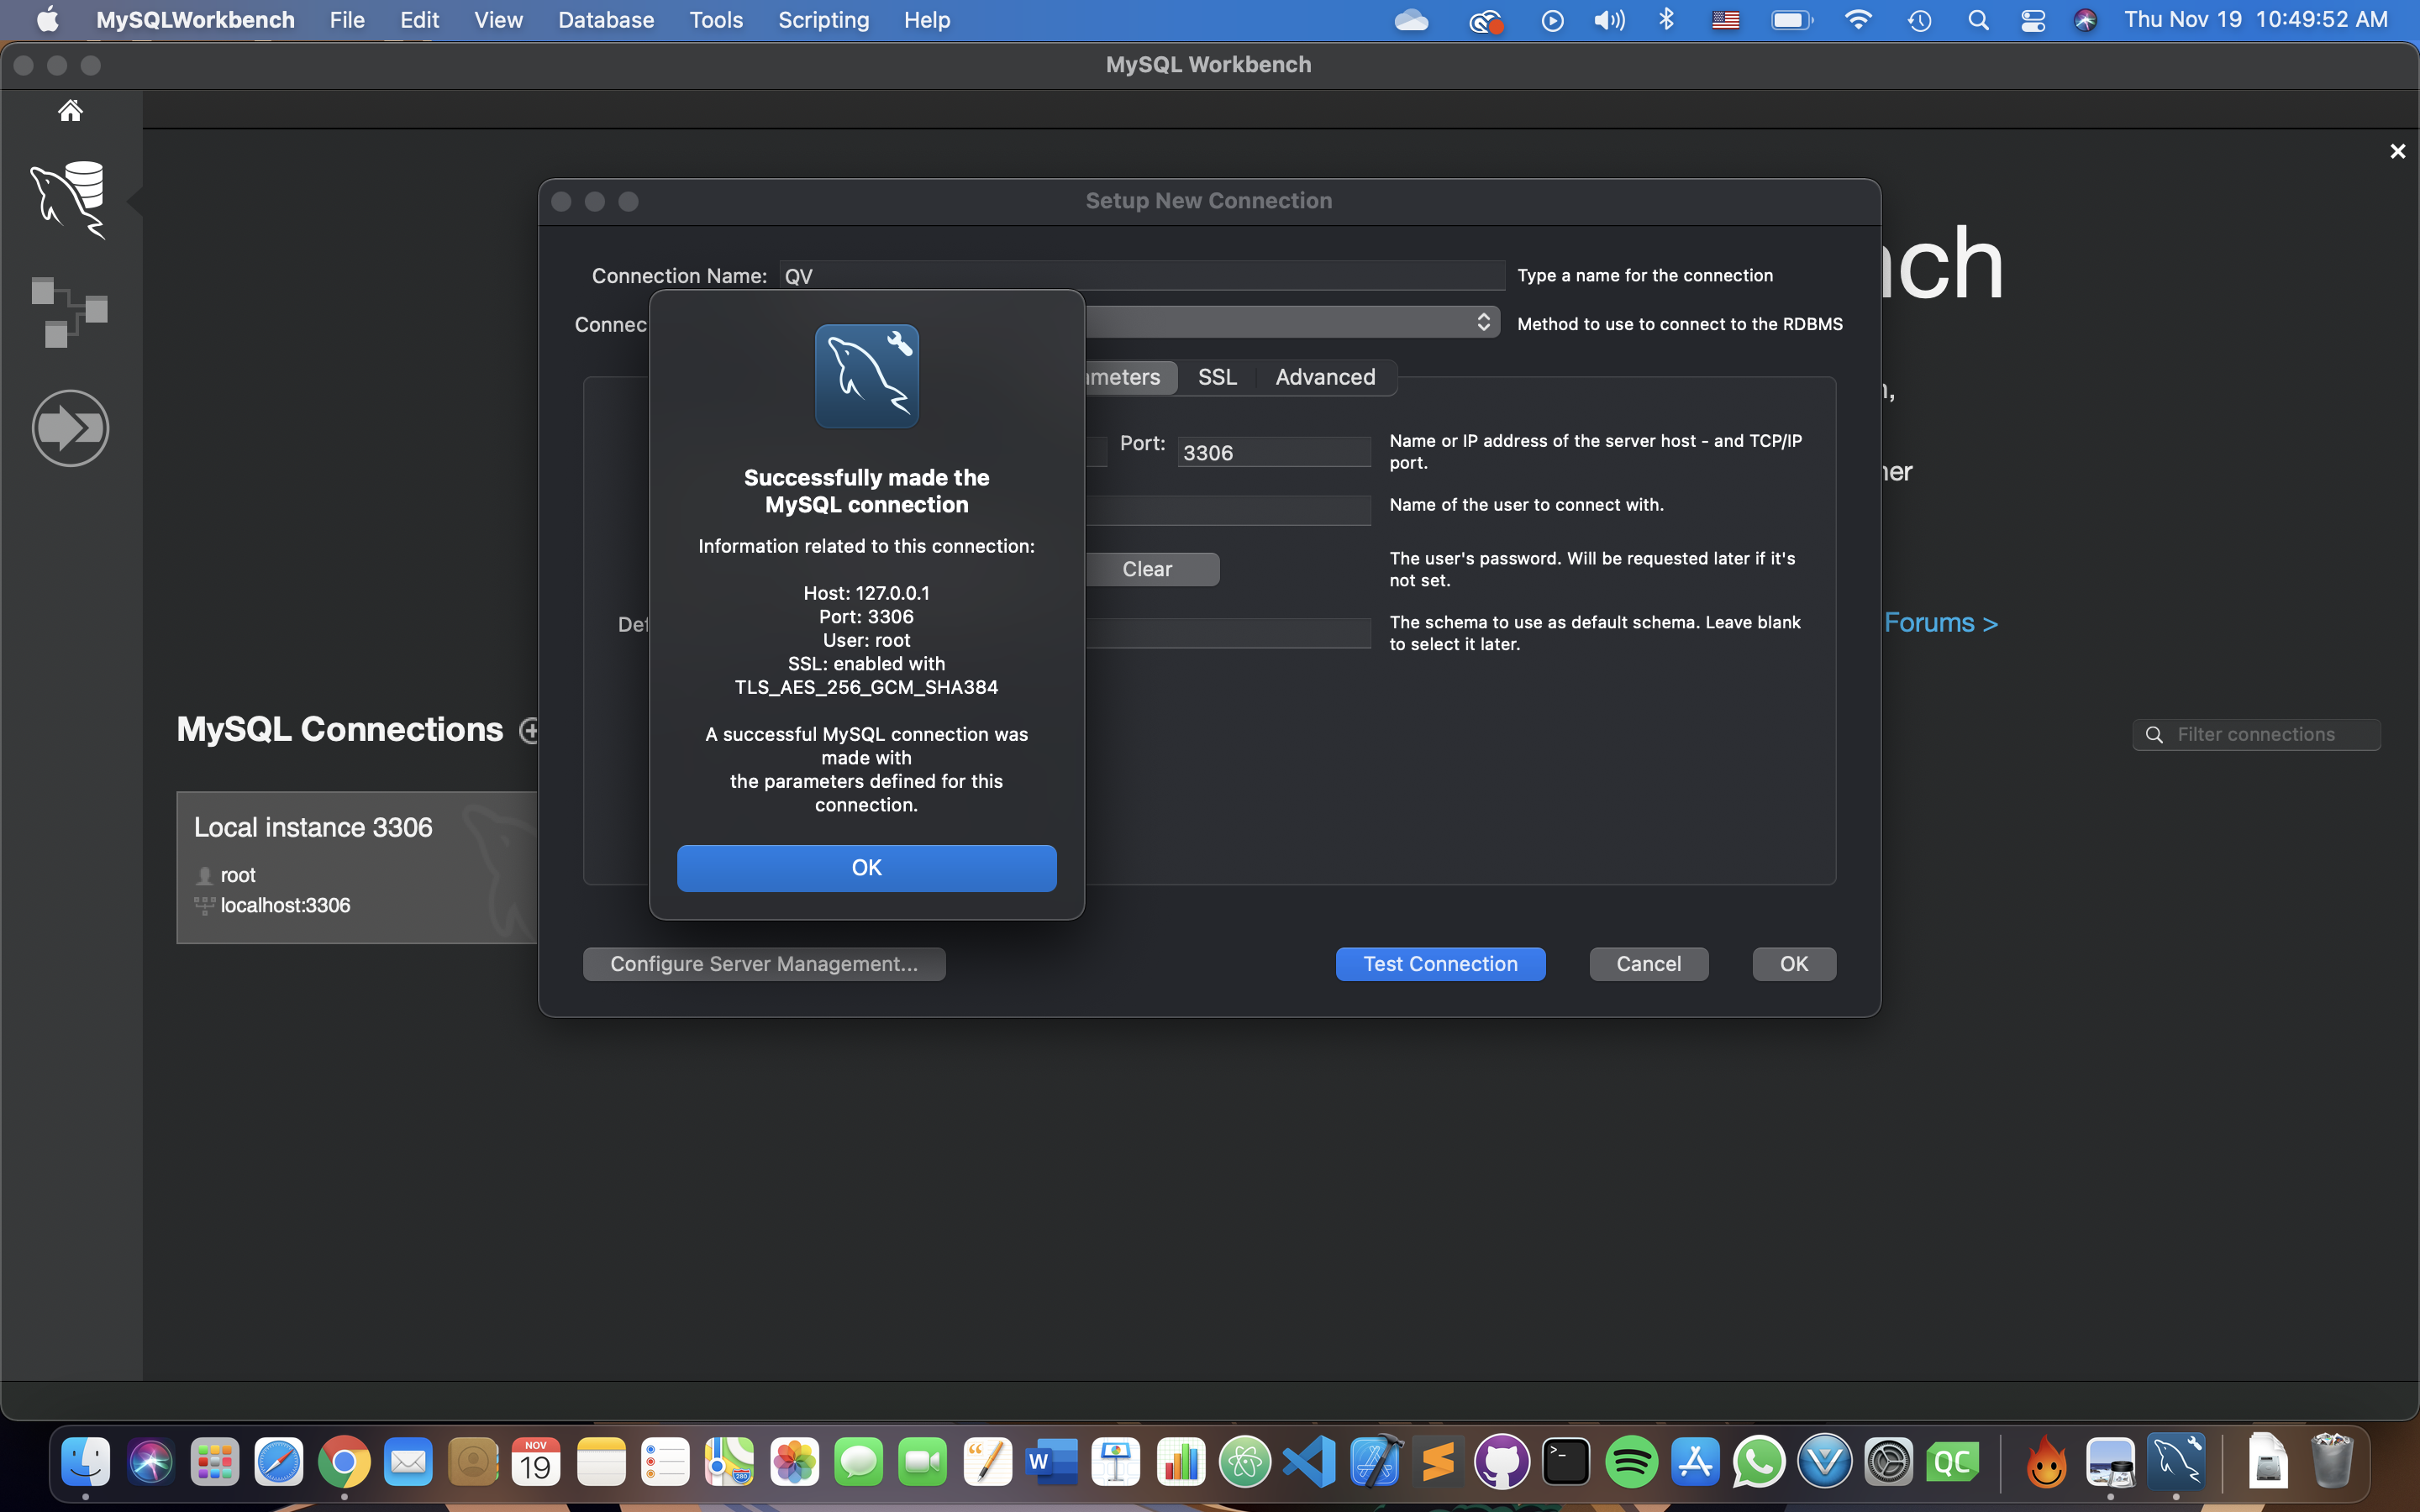 MySQLWorkbench File Edit View Database Tools Scripting Help Thu Nov 19 10:49:52 AM
MySQL Workbench
Setup New Connection
nch
Connection Name: QV Type a name for the connection
Connec Method to use to connect to the RDBMS
ameters SSL Advanced
n,
Port: 3306 Name or IP address of the server host - and TCP/IP
port.
ner
Name of the user to connect with.
Clear The user's password. Will be requested later if it's
not set.
Def The schema to use as default schema. Leave blank
to select it later.
Forums >
Successfully made the
MySQL connection
Information related to this connection:
Host: 127.0.0.1
Port: 3306
User: root
SSL: enabled with
TLS_AES_256_GCM_SHA384
A successful MySQL connection was
made with
the parameters defined for this
connection.
OK
Configure Server Management... Test Connection Cancel OK
MySQL Connections
Filter connections
Local instance 3306
root
localhost:3306
NOV
19
W
280
>_
QC